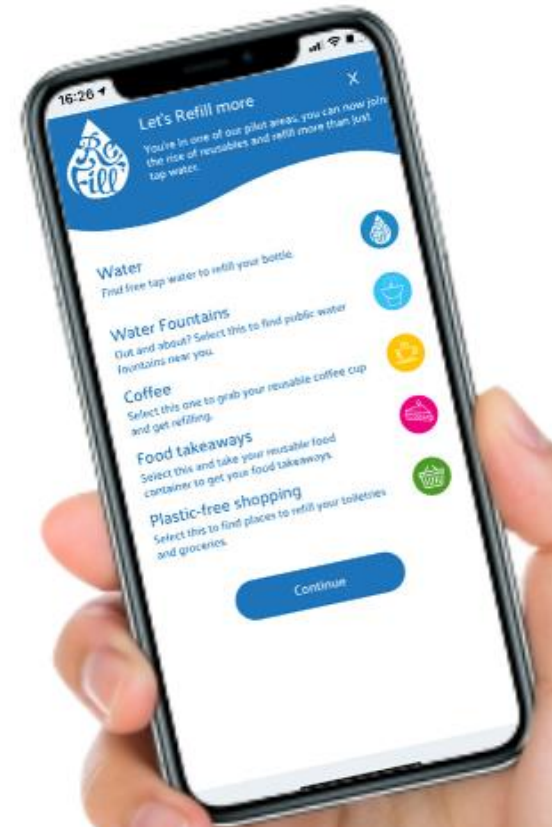 16:26
Let's Refill more
X
You're in one of our pilot areas, you can now join
the rise of reusables and refill more than just
tap water.
Refill
Water
Find free tap water to refill your bottle.
Water Fountains
Out and about? Select this to find public water
fountains near you.
Coffee
Select this one to grab your reusable coffee cup
and get refilling.
Food takeaways
Select this and take your reusable food
container to get your food takeaways.
Plastic-free shopping
Select this to find places to refill your toiletries
and groceries.
Continue